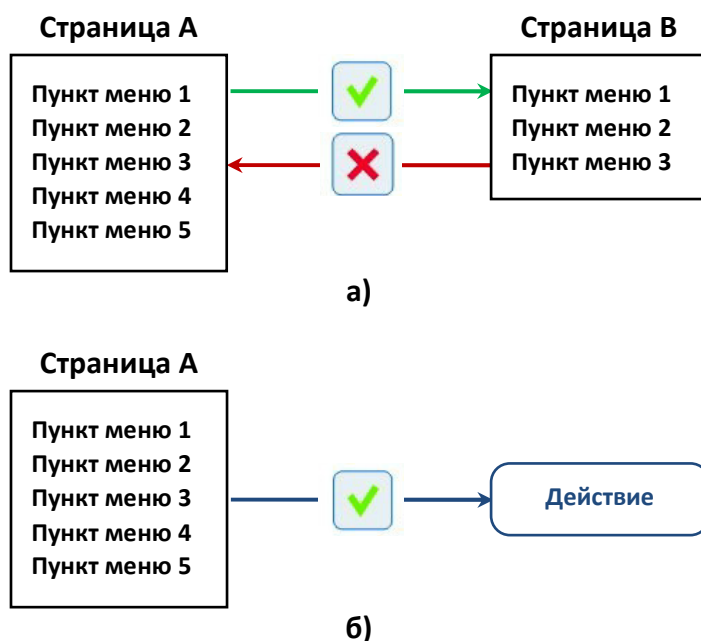 Страница А
Пункт меню 1
Пункт меню 2
Пункт меню 3
Пункт меню 4
Пункт меню 5
Страница В
Пункт меню 1
Пункт меню 2
Пункт меню 3
а)
Страница А
Пункт меню 1
Пункт меню 2
Пункт меню 3
Пункт меню 4
Пункт меню 5
Действие
б)